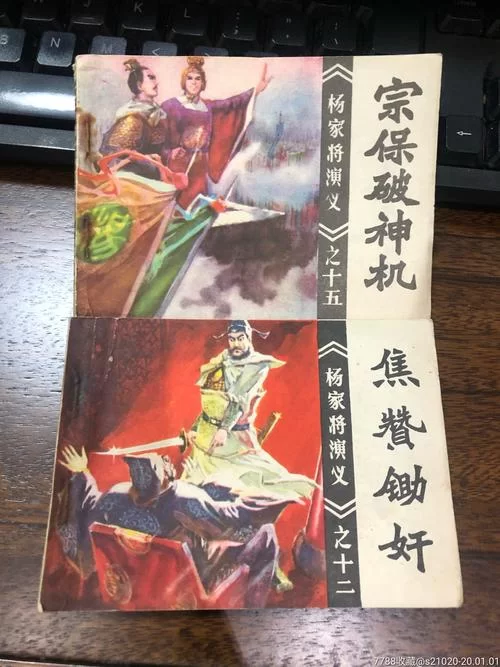 宗保破神机
《杨家将演义》之十五
焦贊锄奸
《杨家将演义》之十二
7788收藏@s21020-20.01.01